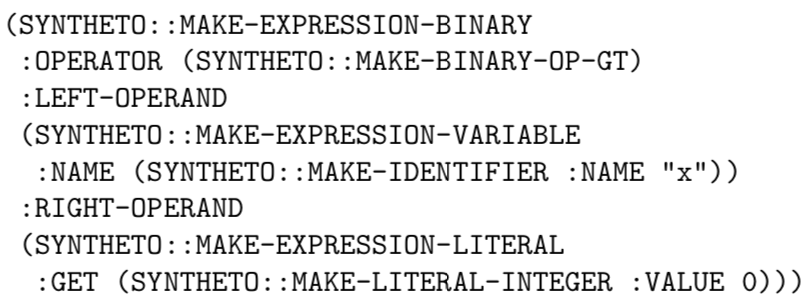 (SYNTHETO::MAKE-EXPRESSION-BINARY
:OPERATOR (SYNTHETO::MAKE-BINARY-OP-GT)
:LEFT-OPERAND
(SYNTHETO::MAKE-EXPRESSION-VARIABLE
:NAME (SYNTHETO::MAKE-IDENTIFIER :NAME "x"))
:RIGHT-OPERAND
(SYNTHETO::MAKE-EXPRESSION-LITERAL
:GET (SYNTHETO::MAKE-LITERAL-INTEGER :VALUE 0)))